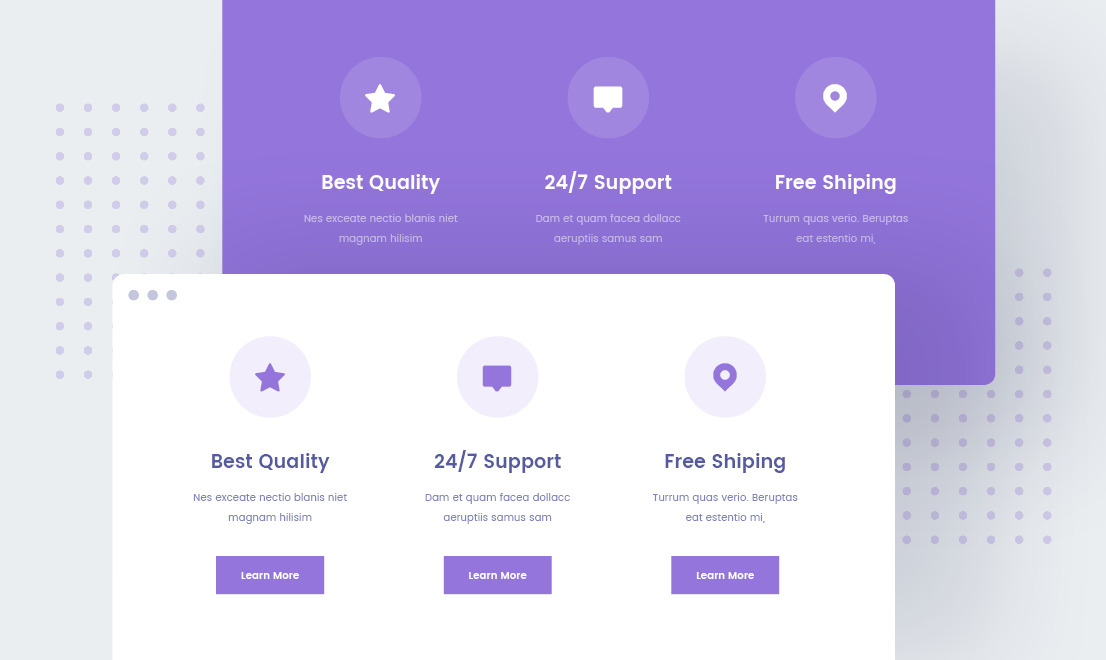 Best Quality
Nes exceate nectio blanis niet
magnam hilisim
24/7 Support
Dam et quam facea dollacc
aeruptiis samus sam
Free Shiping
Turrum quas verio. Beruptas
eat estentio mi,
Best Quality
Nes exceate nectio blanis niet
magnam hilisim
Learn More
24/7 Support
Dam et quam facea dollacc
aeruptiis samus sam
Learn More
Free Shiping
Turrum quas verio. Beruptas
eat estentio mi,
Learn More